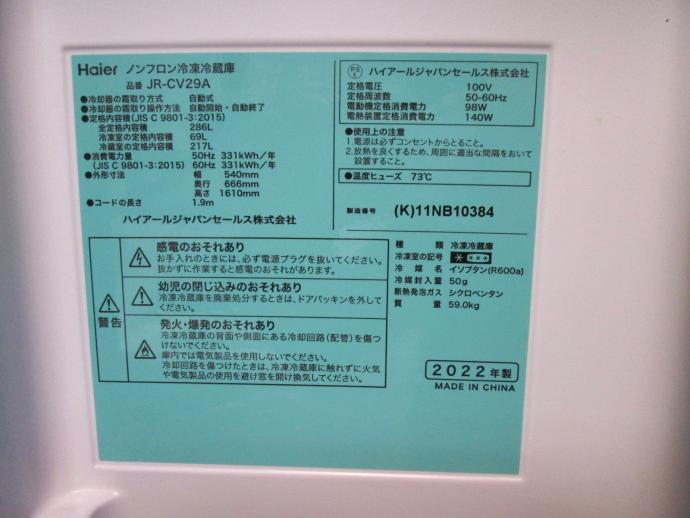 Haier ノンフロン冷凍冷蔵庫
品番 JR-CV29A
●冷却器の霜取り方式 自動式
●冷却器の霜取り操作方法 自動開始・自動終了
●定格内容積(JIS C 9801-3:2015)
全定格内容積 286L
冷凍室の定格内容積 69L
冷蔵室の定格内容積 217L
●消費電力量 50Hz 331kWh/年
(JIS C 9801-3:2015) 60Hz 331kWh/年
●外形寸法 幅 540mm
奥行 666mm
高さ 1610mm
●コードの長さ 1.9m
ハイアールジャパンセールス株式会社
PS
E
ハイアールジャパンセールス株式会社
定格電圧 100V
定格周波数 50-60Hz
電動機定格消費電力 98W
電熱装置定格消費電力 140W
●使用上の注意
1.電源は必ずコンセントからとること。
2.放熱を良くするため、周囲に適当な間隔をおいて
設置すること。
●温度ヒューズ 73℃
製造番号 (K)11NB10384
警告
感電のおそれあり
お手入れのときには、必ず電源プラグを抜いてください。
抜かずに作業すると感電のおそれがあります。
幼児の閉じ込みのおそれあり
冷凍冷蔵庫を廃棄処分するときは、ドアパッキンを外して
ください。
発火・爆発のおそれあり
冷凍冷蔵庫の背面や側面にある冷却回路(配管)を傷つ
けないでください。
庫内では電気製品を使用しないでください。
冷却回路を傷つけたときは、冷凍冷蔵庫に触れずに火気
や電気製品の使用を避け窓を開け換気してください。
種類 冷凍冷蔵庫
冷凍室の記号 * ***
冷媒名 イソブタン(R600a)
冷媒封入量 50g
断熱発泡ガス シクロペンタン
質量 59.0kg
2022年製
MADE IN CHINA